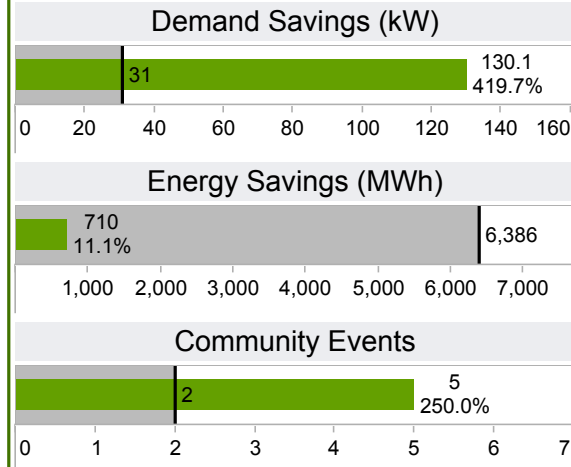 Demand Savings (kW)
31
130.1
419.7%
0 20 40 60 80 100 120 140 160
Energy Savings (MWh)
710
11.1%
6,386
1,000 2,000 3,000 4,000 5,000 6,000 7,000
Community Events
2
5
250.0%
0 1 2 3 4 5 6 7